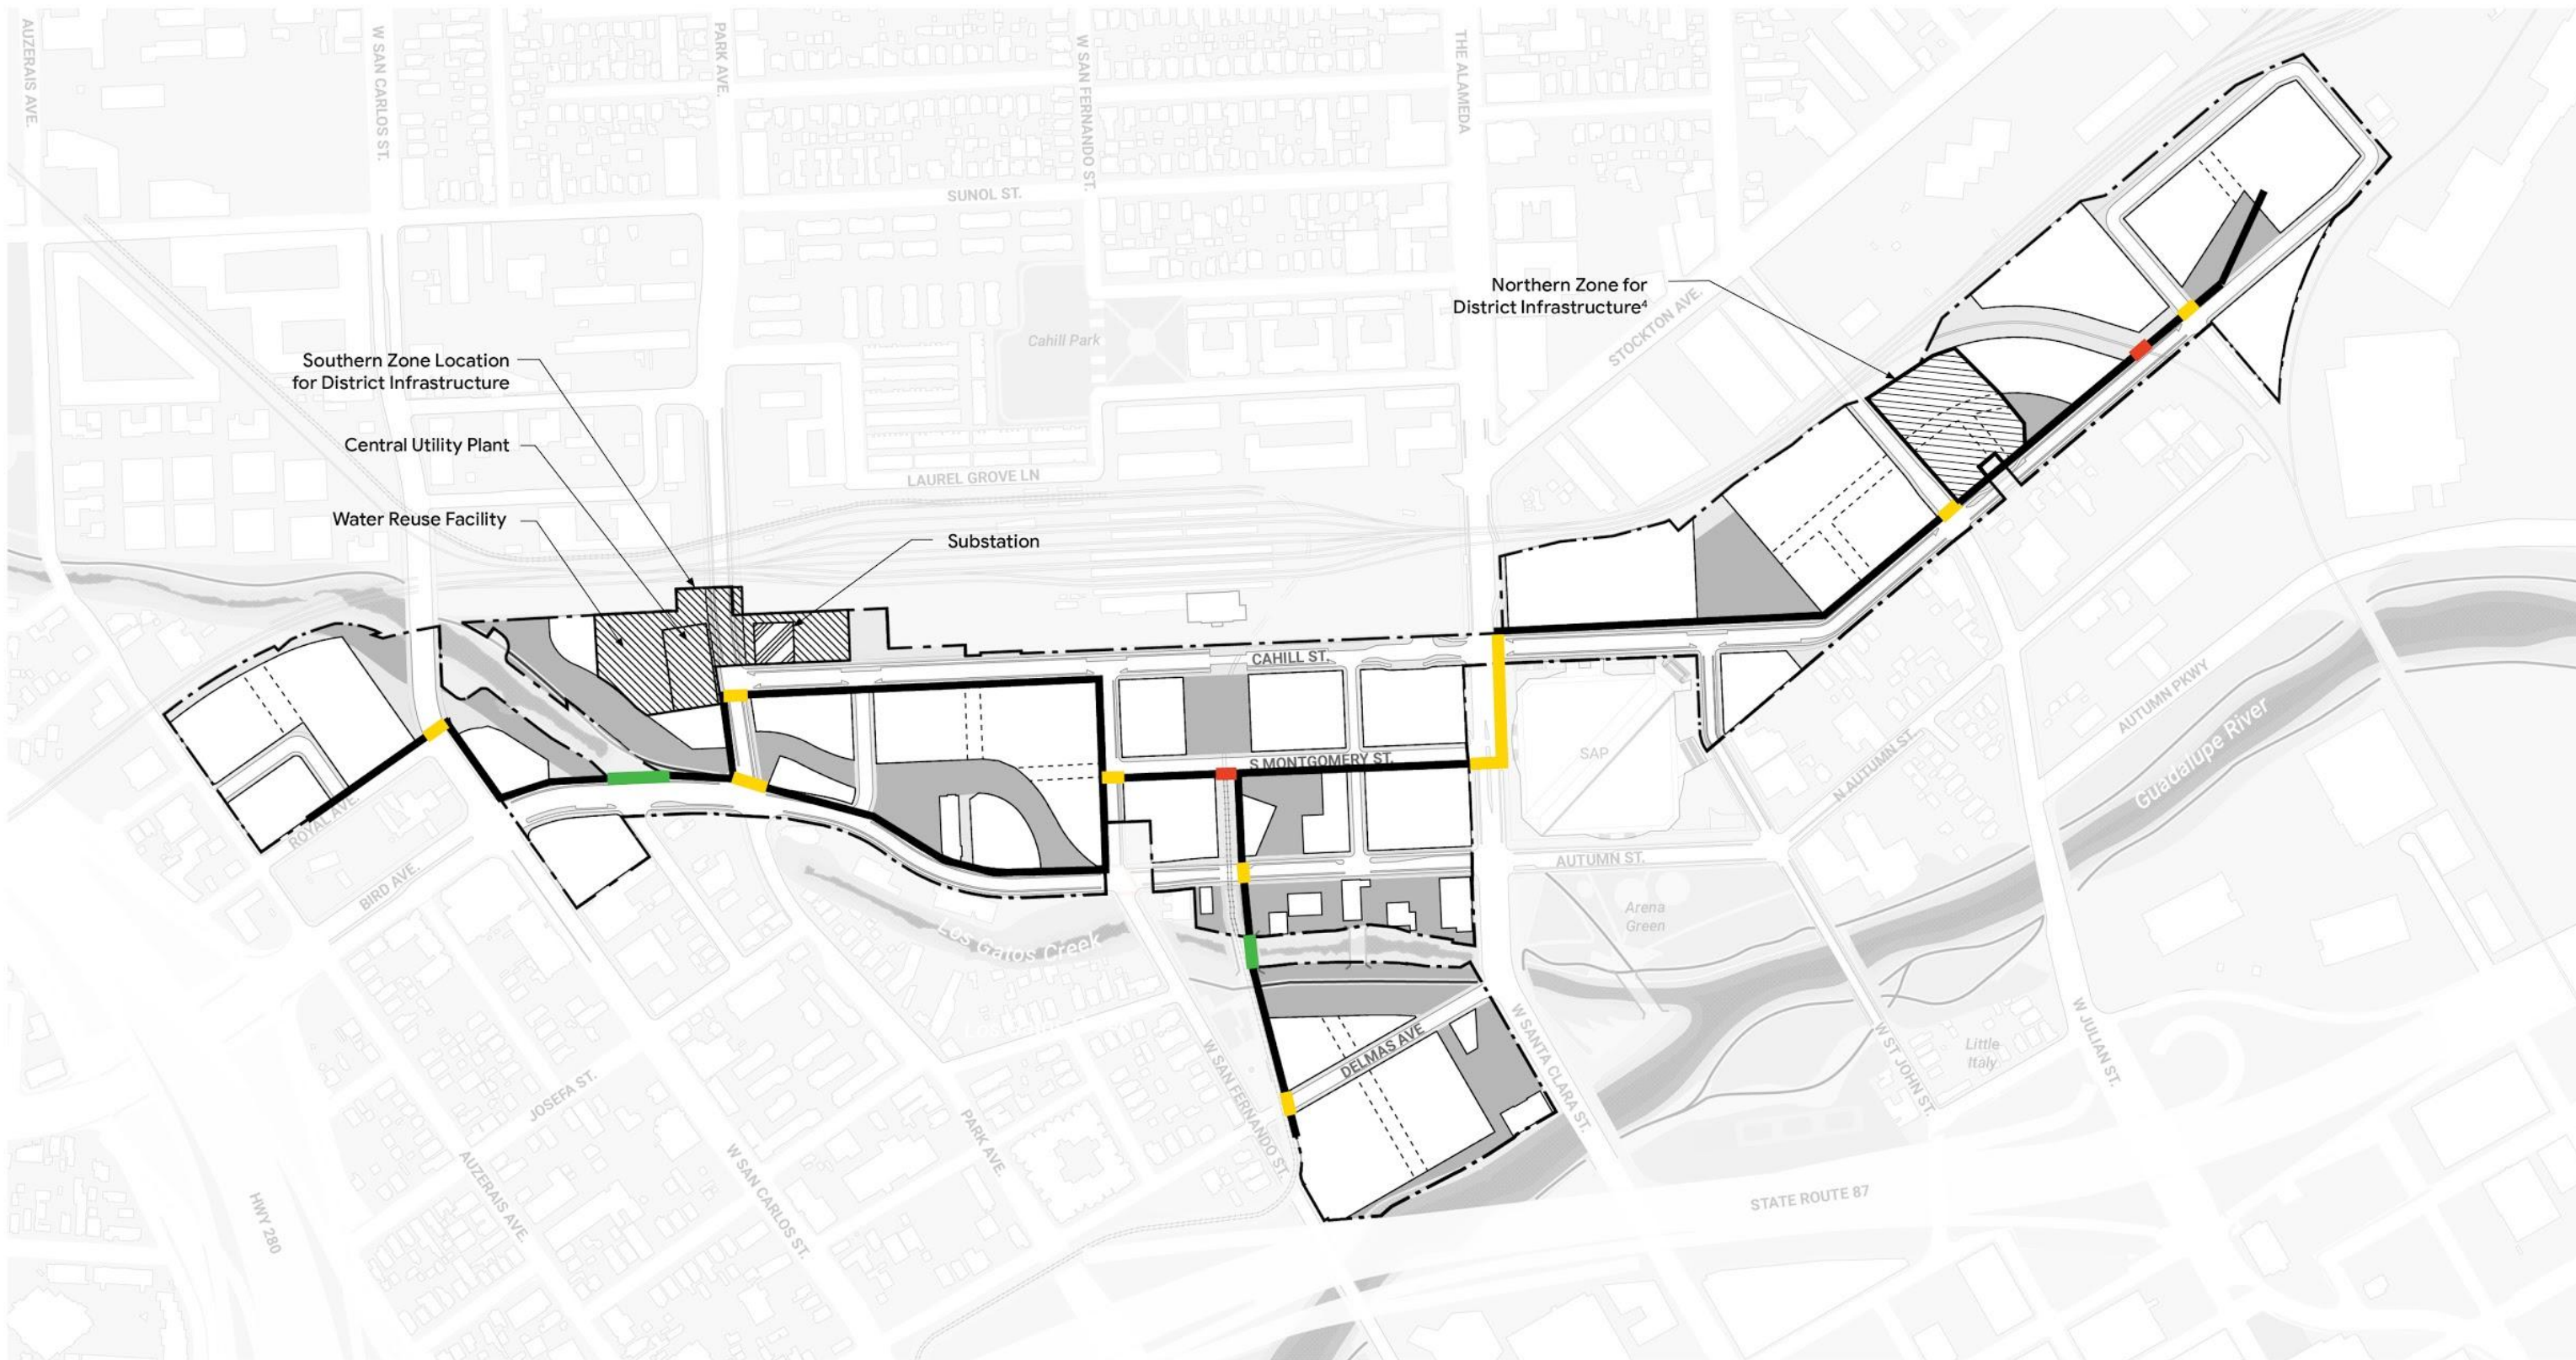 AUZERAIS AVE.
W SAN CARLOS ST.
PARK AVE.
W SAN FERNANDO ST.
THE ALAMEDA
SUNOL ST.
Northern Zone for
District Infrastructure⁴
STOCKTON AVE.
Cahill Park
Southern Zone Location
for District Infrastructure
Central Utility Plant
LAUREL GROVE LN
Water Reuse Facility
Substation
CAHILL ST.
S MONTGOMERY ST.
SAP
AUTUMN PKWY
N AUTUMN ST.
Guadalupe River
ROYAL AVE.
BIRD AVE.
AUTUMN ST.
Arena
Green
Los Gatos Creek
DELMAS AVE
W SANTA CLARA ST.
W ST JOHN ST.
Little
Italy
W JULIAN ST.
JOSEFA ST.
W SAN FERNANDO ST.
PARK AVE.
W SAN CARLOS ST.
AUZERAIS AVE.
HWY 280
STATE ROUTE 87